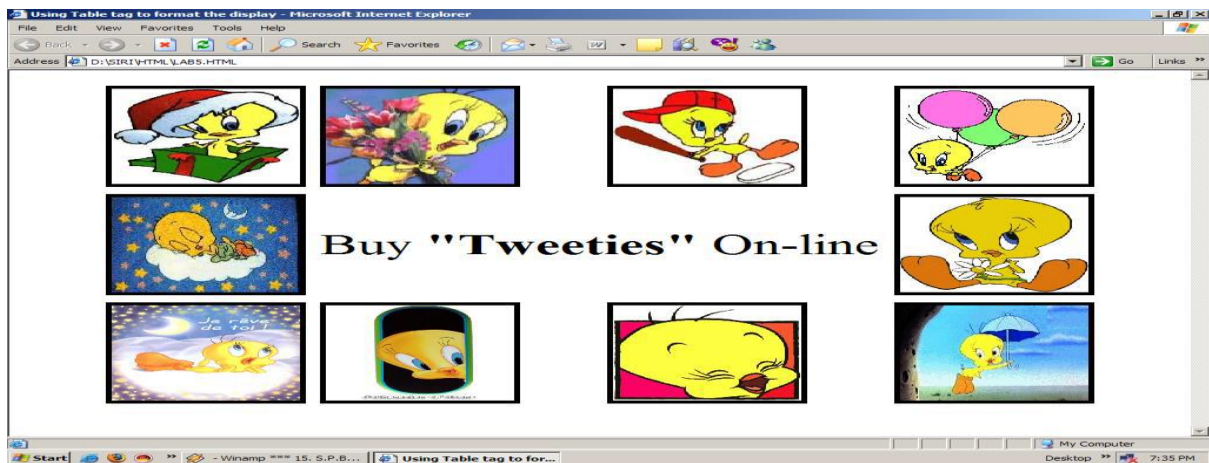 Using Table tag to format the display - Microsoft Internet Explorer
File Edit View Favorites Tools Help
Back Search Favorites
Address D:\SIRI\HTML\LAB5.HTML Go Links »
Buy "Tweeties" On-line
Je rêve
de toi !
My Computer
Start » - Winamp *** 15. S.P.B... Using Table tag to for... Desktop » 7:35 PM